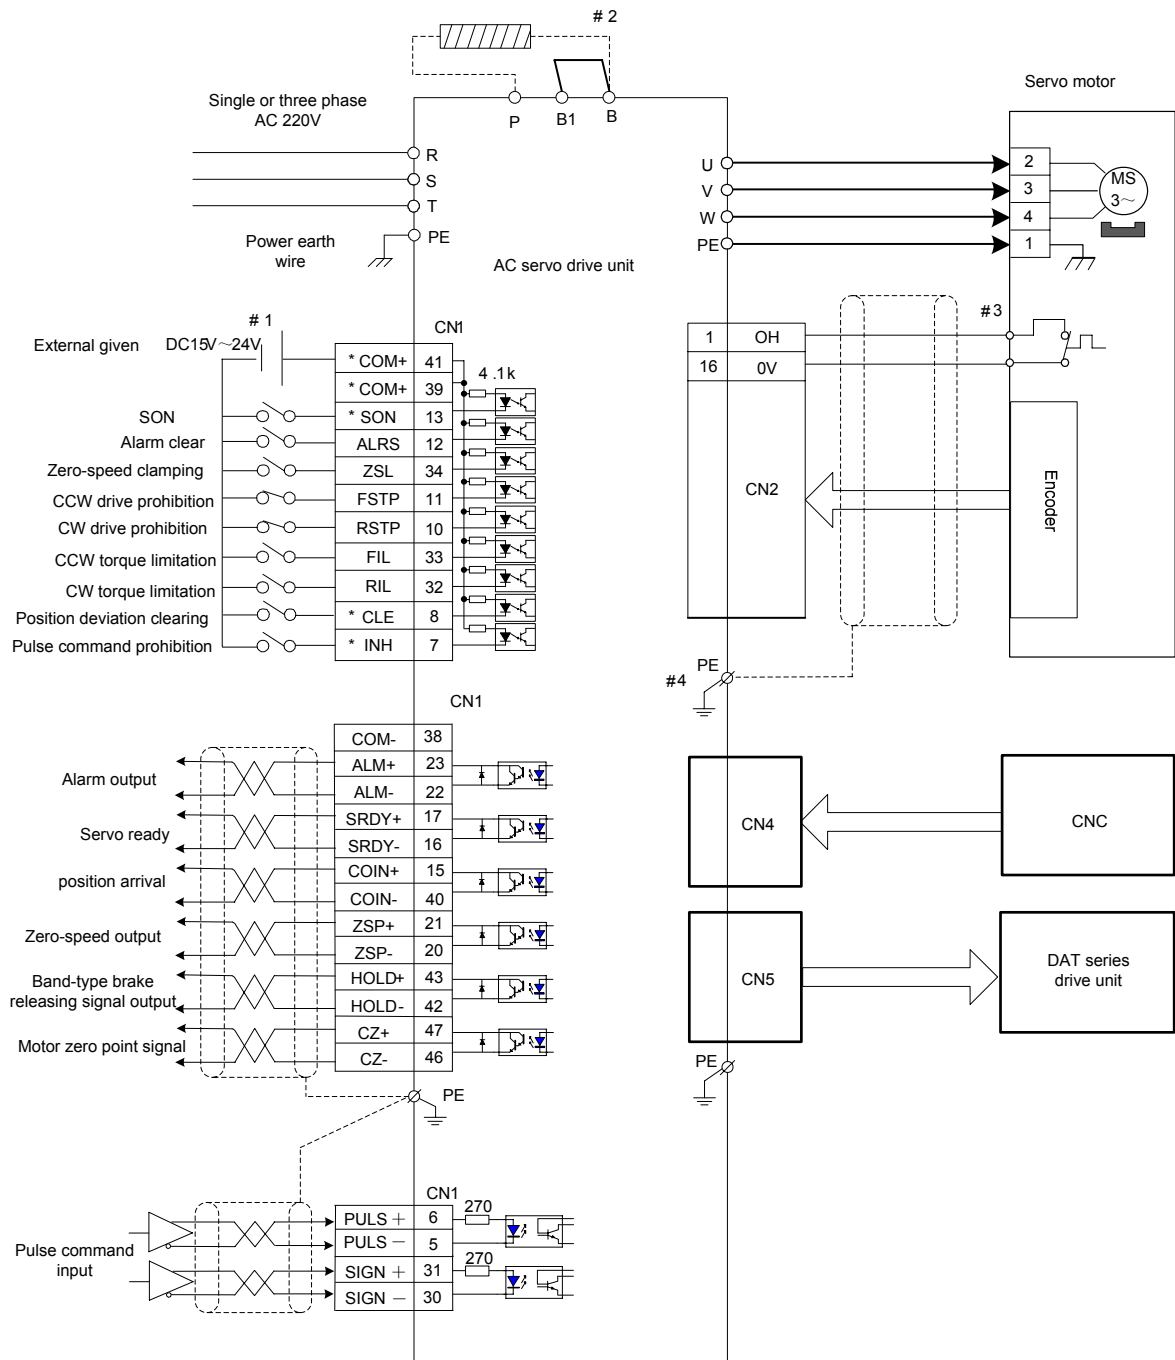 # 2
Servo motor
Single or three phase
AC 220V
P
B1
B
R
S
T
PE
Power earth
wire
U
V
W
PE
2
3
4
1
MS
3～
AC servo drive unit
# 1
External given
DC15V～24V
CN1
* COM+ 41
* COM+ 39
4 .1k
SON
* SON 13
Alarm clear
ALRS 12
Zero-speed clamping
ZSL 34
CCW drive prohibition
FSTP 11
CW drive prohibition
RSTP 10
CCW torque limitation
FIL 33
CW torque limitation
RIL 32
Position deviation clearing
* CLE 8
Pulse command prohibition
* INH 7
#3
1 OH
16 0V
CN2
Encoder
PE
#4
CN1
COM- 38
Alarm output
ALM+ 23
ALM- 22
Servo ready
SRDY+ 17
SRDY- 16
position arrival
COIN+ 15
COIN- 40
Zero-speed output
ZSP+ 21
ZSP- 20
Band-type brake
releasing signal output
HOLD+ 43
HOLD- 42
Motor zero point signal
CZ+ 47
CZ- 46
PE
CN4
CNC
CN5
DAT series
drive unit
PE
CN1
Pulse command
input
PULS + 6
270
PULS − 5
SIGN + 31
270
SIGN − 30